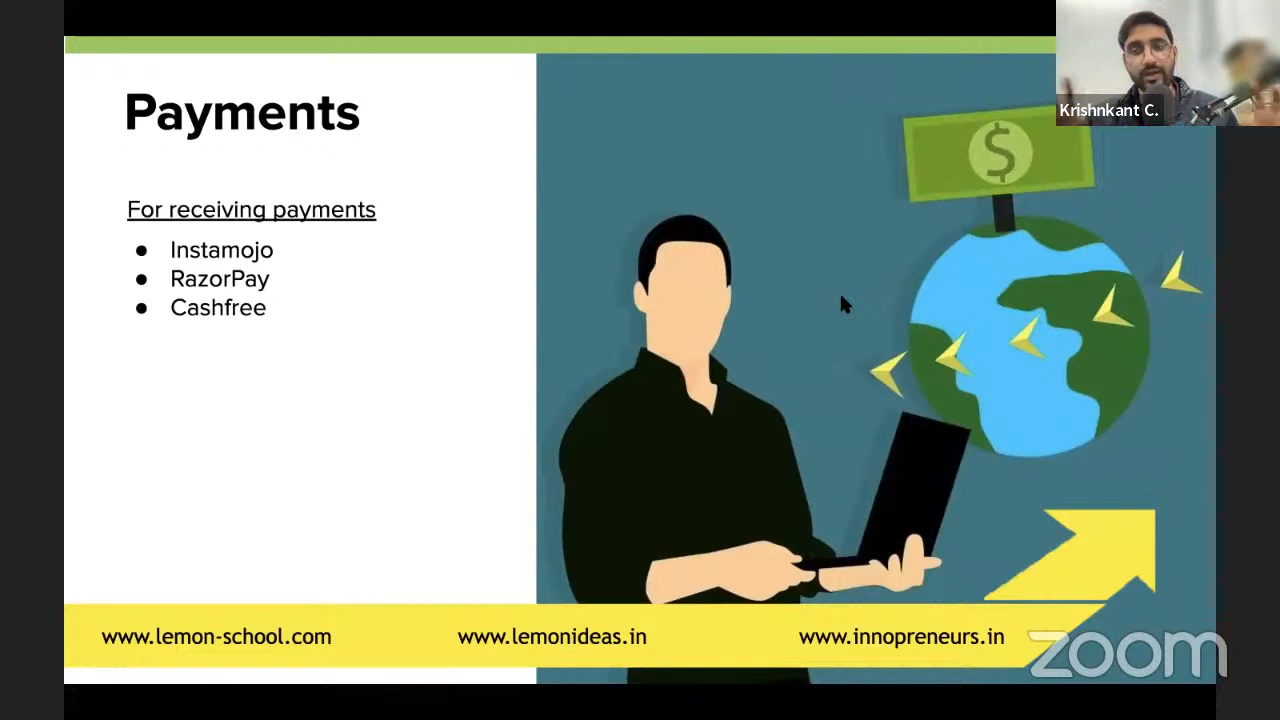 Payments
For receiving payments
● Instamojo
● RazorPay
● Cashfree
$
Krishnkant C.
www.lemon-school.com
www.lemonideas.in
www.innopreneurs.in
zoom